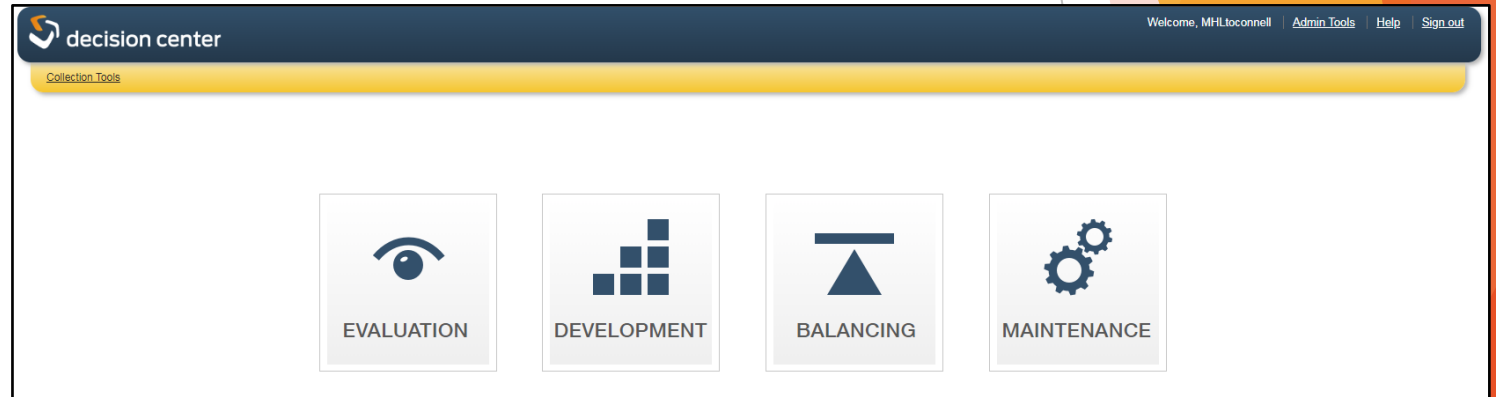 decision center
Welcome, MHLtoconnell | Admin Tools | Help | Sign out
Collection Tools
EVALUATION
DEVELOPMENT
BALANCING
MAINTENANCE